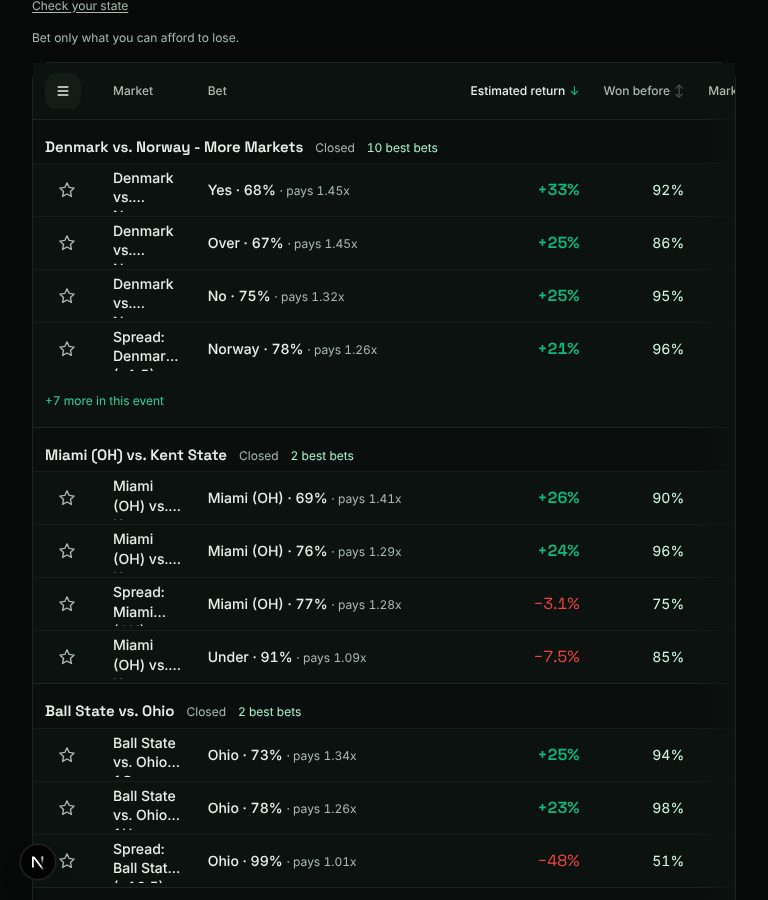 Check your state
Bet only what you can afford to lose.
Market Bet Estimated return ↓ Won before Mark
Denmark vs. Norway - More Markets Closed 10 best bets
Denmark
vs....
Yes · 68% · pays 1.45x +33% 92%
Denmark
vs....
Over · 67% · pays 1.45x +25% 86%
Denmark
vs....
No · 75% · pays 1.32x +25% 95%
Spread:
Denmar...
Norway · 78% · pays 1.26x +21% 96%
+7 more in this event
Miami (OH) vs. Kent State Closed 2 best bets
Miami
(OH) vs....
Miami (OH) · 69% · pays 1.41x +26% 90%
Miami
(OH) vs....
Miami (OH) · 76% · pays 1.29x +24% 96%
Spread:
Miami...
Miami (OH) · 77% · pays 1.28x −3.1% 75%
Miami
(OH) vs....
Under · 91% · pays 1.09x −7.5% 85%
Ball State vs. Ohio Closed 2 best bets
Ball State
vs. Ohio...
Ohio · 73% · pays 1.34x +25% 94%
Ball State
vs. Ohio...
Ohio · 78% · pays 1.26x +23% 98%
Spread:
Ball Stat...
Ohio · 99% · pays 1.01x −48% 51%
N